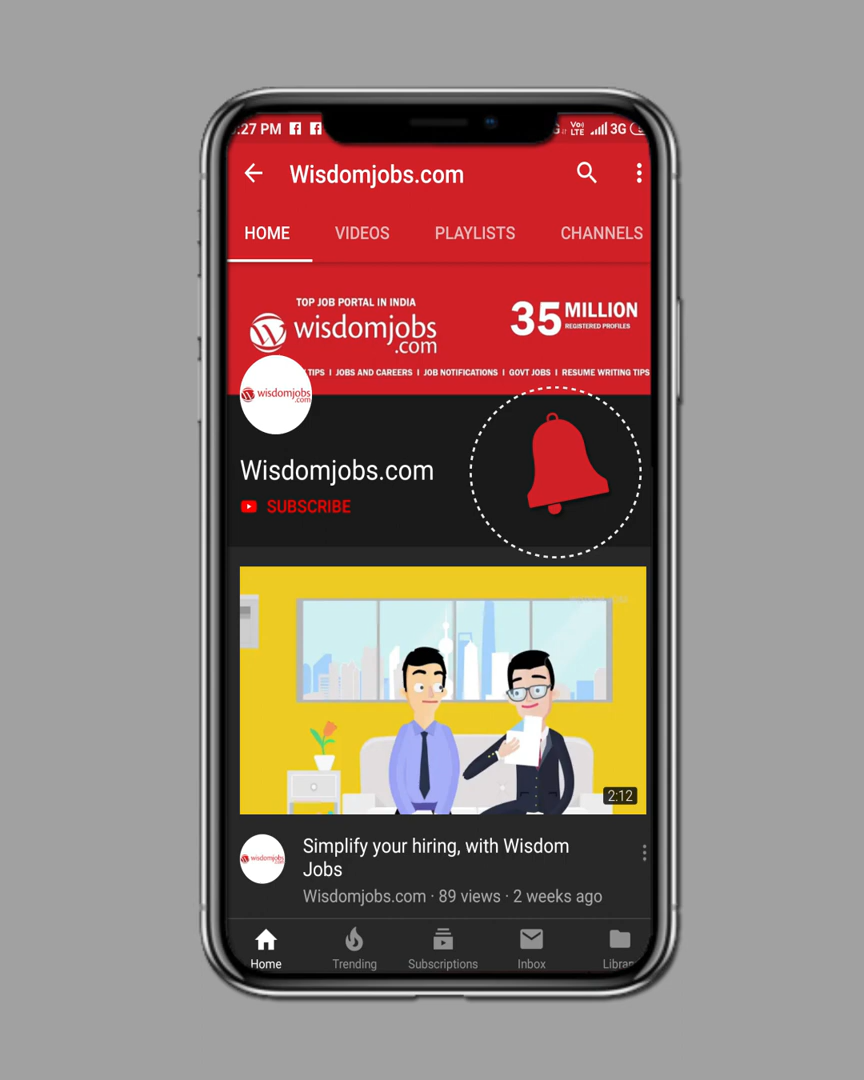 :27 PM
Vo)
LTE
3G
Wisdomjobs.com
HOME VIDEOS PLAYLISTS CHANNELS
TOP JOB PORTAL IN INDIA
wisdomjobs
.com
35 MILLION
REGISTERED PROFILES
TIPS I JOBS AND CAREERS I JOB NOTIFICATIONS I GOVT JOBS I RESUME WRITING TIPS
wisdomjobs
.com
Wisdomjobs.com
SUBSCRIBE
2:12
Simplify your hiring, with Wisdom
Jobs
wisdomjobs
.com
Wisdomjobs.com · 89 views · 2 weeks ago
Home Trending Subscriptions Inbox Librar